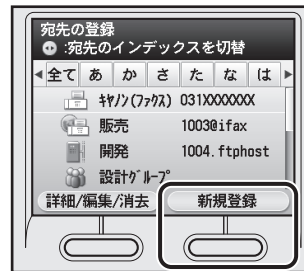 宛先の登録
:宛先のインデックスを切替
全て あ か さ た な は
ｷﾔﾉﾝ(ﾌｧｸｽ) 031XXXXXXX
販売 1003@ifax
開発 1004.ftphost
設計ｸﾞﾙｰﾌﾟ
詳細/編集/消去 新規登録